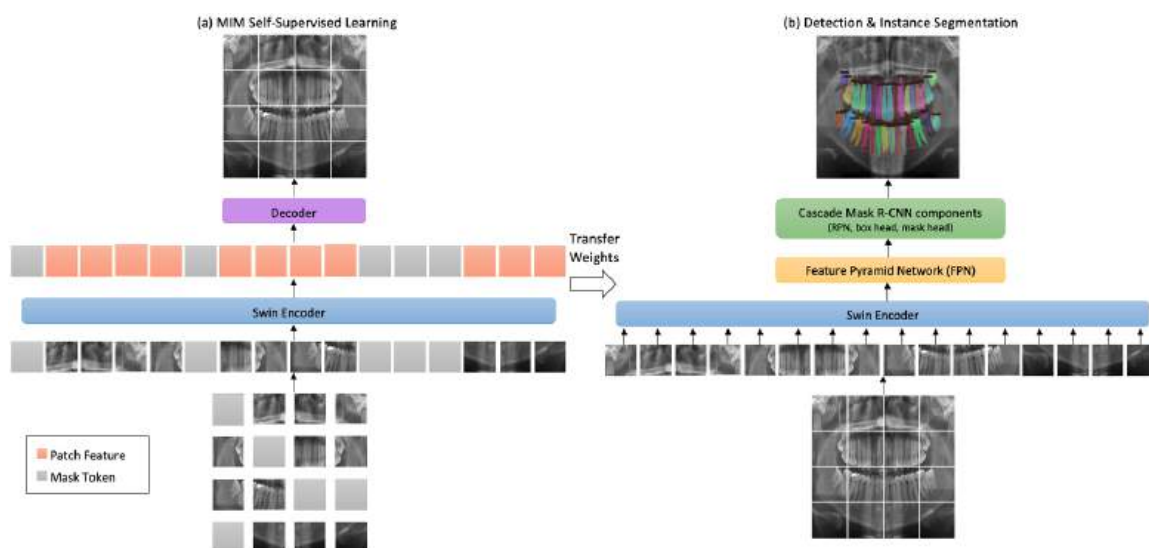 (a) MIM Self-Supervised Learning
Decoder
Swin Encoder
Patch Feature
Mask Token
Transfer
Weights
(b) Detection & Instance Segmentation
Cascade Mask R-CNN components
(RPN, box head, mask head)
Feature Pyramid Network (FPN)
Swin Encoder